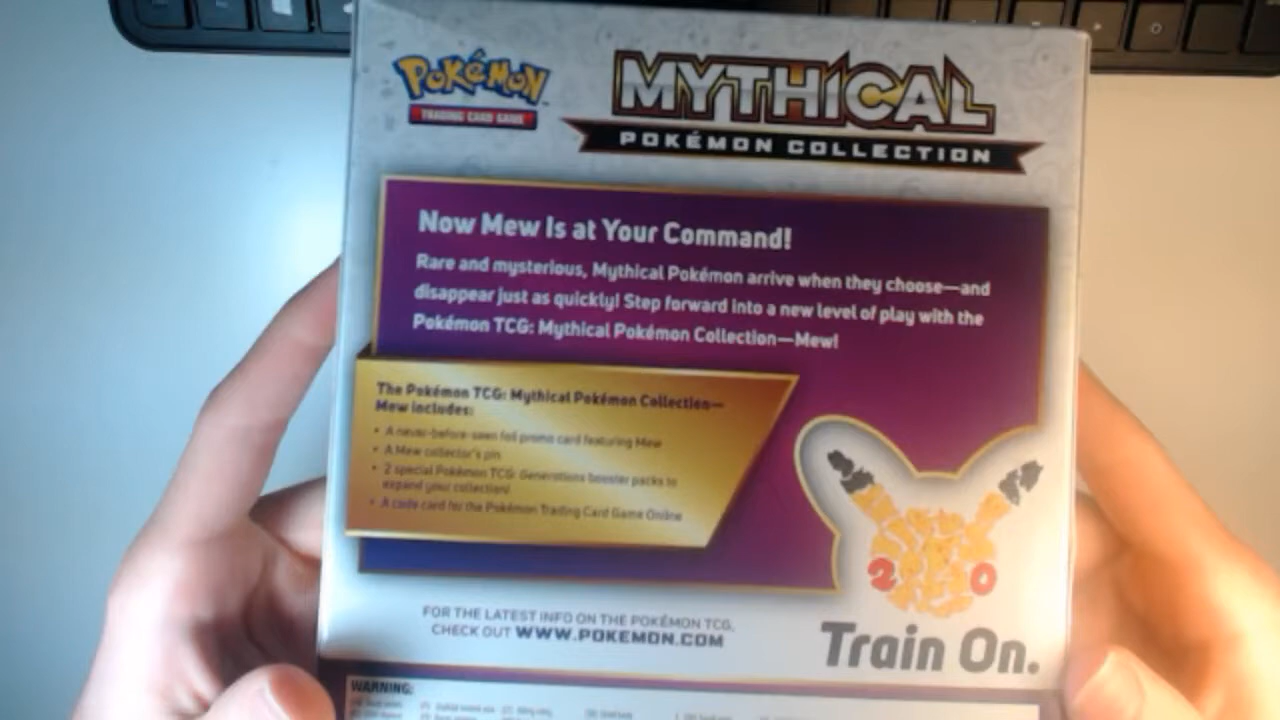 POKÉMON
TRADING CARD GAME
MYTHICAL
POKÉMON COLLECTION
Now Mew Is at Your Command!
Rare and mysterious, Mythical Pokémon arrive when they choose—and
disappear just as quickly! Step forward into a new level of play with the
Pokémon TCG: Mythical Pokémon Collection—Mew!
The Pokémon TCG: Mythical Pokémon Collection—
Mew includes:
• A never-before-seen foil promo card featuring Mew
• A Mew collector's pin
• 2 special Pokémon TCG: Generations booster packs to
expand your collection!
• A code card for the Pokémon Trading Card Game Online
20
Train On.
FOR THE LATEST INFO ON THE POKÉMON TCG,
CHECK OUT WWW.POKEMON.COM
WARNING: